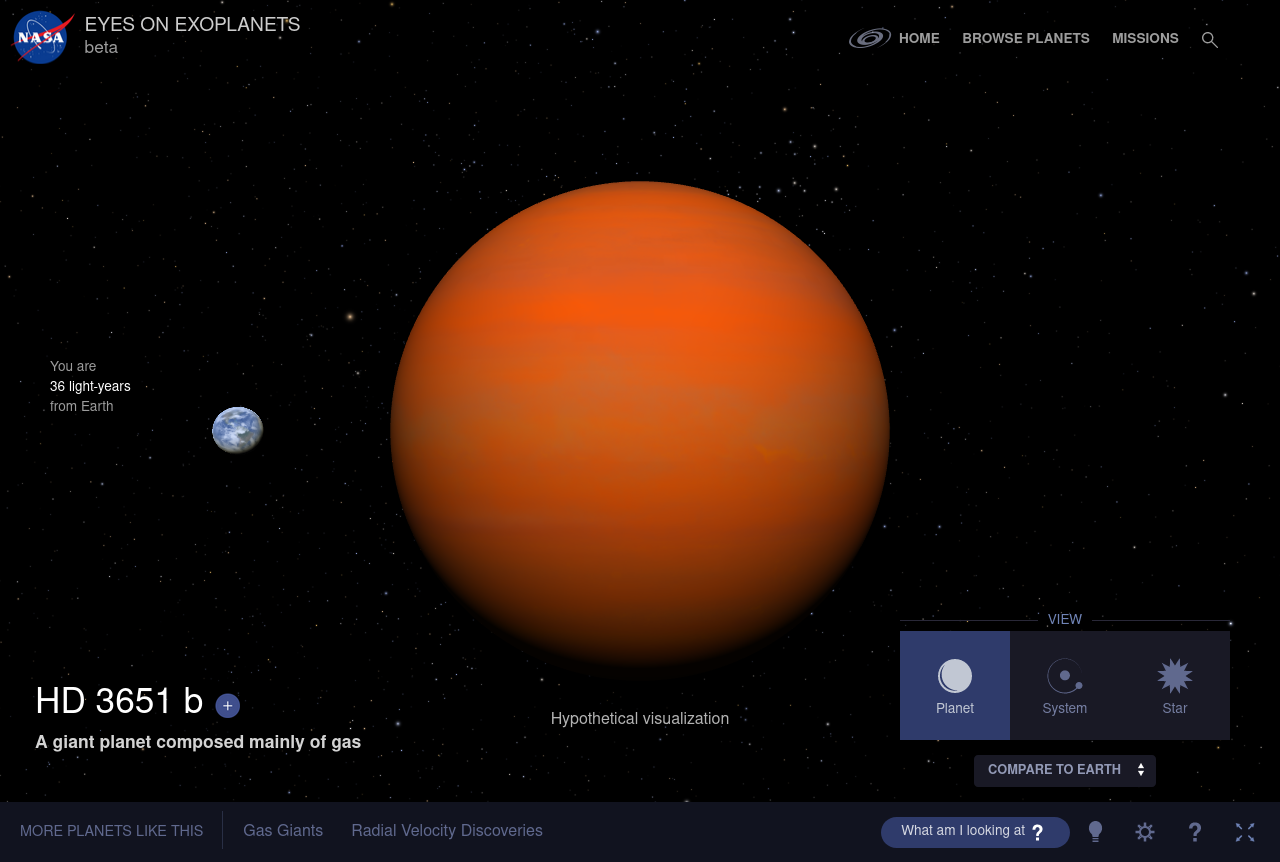 NASA
EYES ON EXOPLANETS
beta
HOME
BROWSE PLANETS
MISSIONS
You are
36 light-years
from Earth
VIEW
Planet
System
Star
HD 3651 b +
A giant planet composed mainly of gas
Hypothetical visualization
COMPARE TO EARTH
MORE PLANETS LIKE THIS
Gas Giants
Radial Velocity Discoveries
What am I looking at ?
?